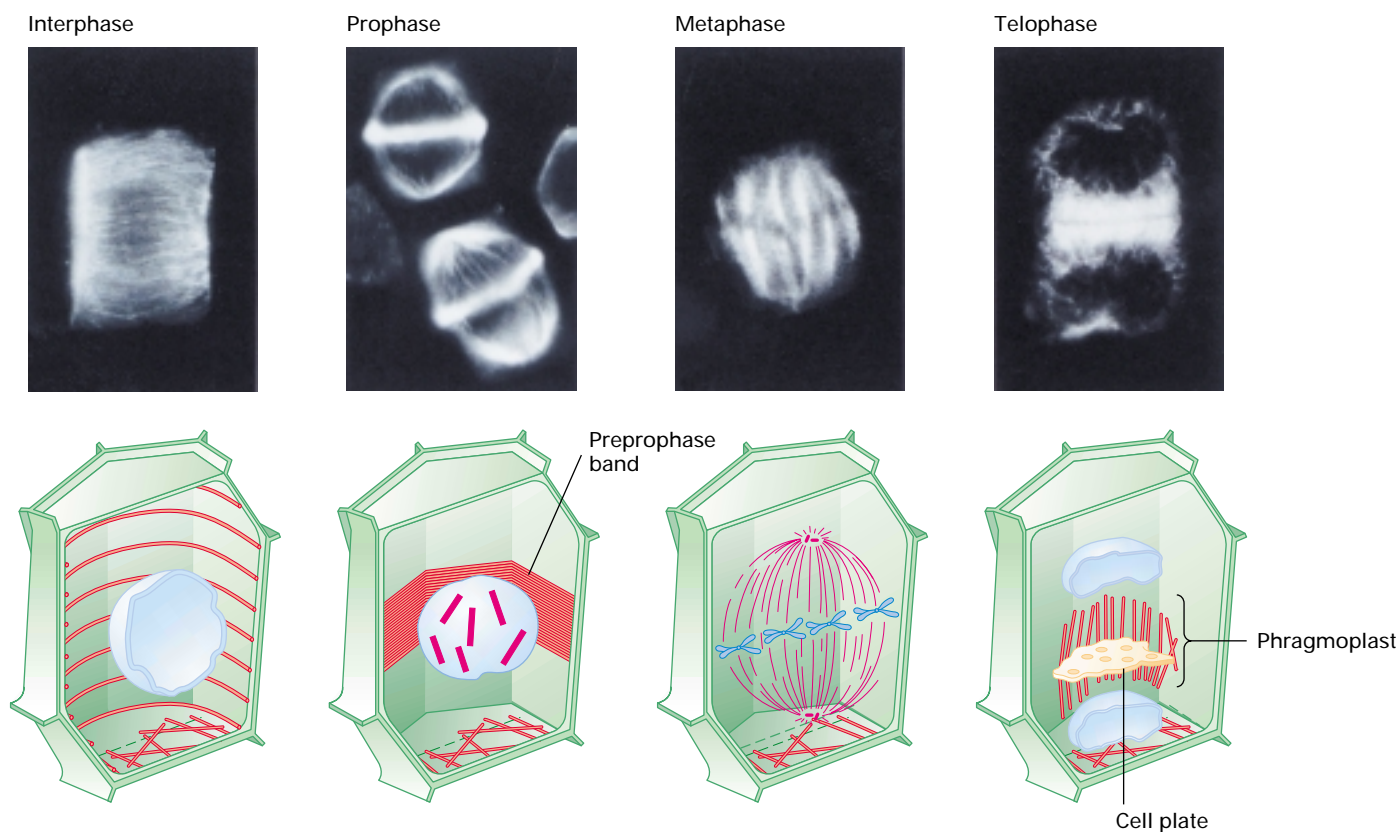 Interphase
Prophase
Metaphase
Telophase
Preprophase
band
Phragmoplast
Cell plate